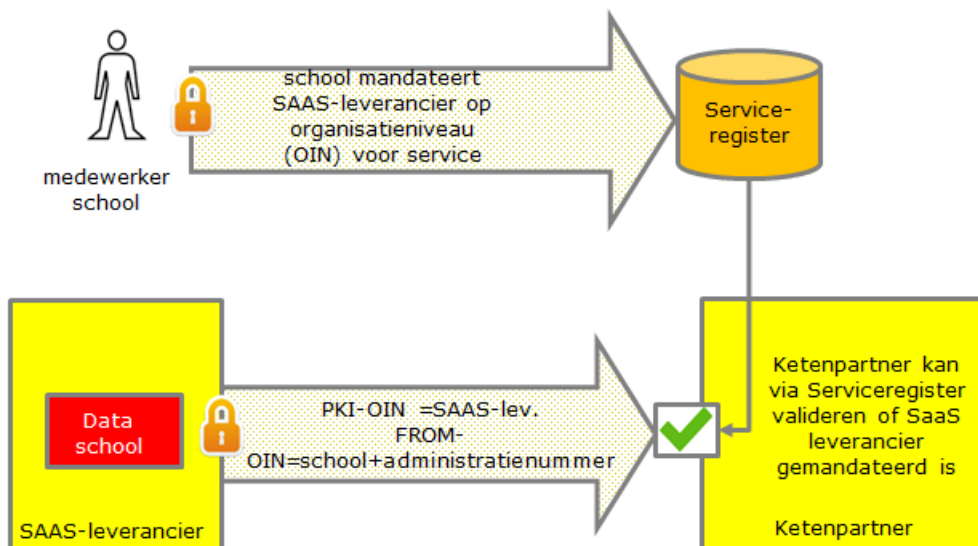 school mandateert
SAAS-leverancier op
organisatieniveau
(OIN) voor service
Service-
register
medewerker
school
Data
school
SAAS-leverancier
PKI-OIN =SAAS-lev.
FROM-
OIN=school+administratienummer
Ketenpartner kan
via Serviceregister
valideren of SaaS
leverancier
gemandateerd is
Ketenpartner